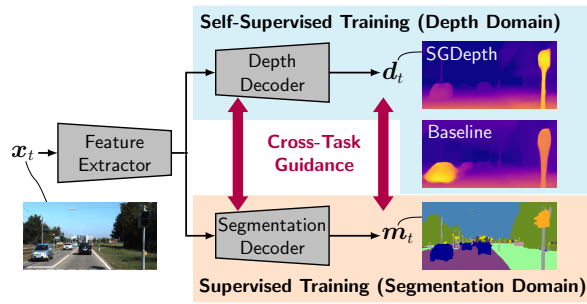 Self-Supervised Training (Depth Domain)
Depth
Decoder
d_t
SGDepth
Baseline
x_t
Feature
Extractor
Cross-Task
Guidance
Segmentation
Decoder
m_t
Supervised Training (Segmentation Domain)